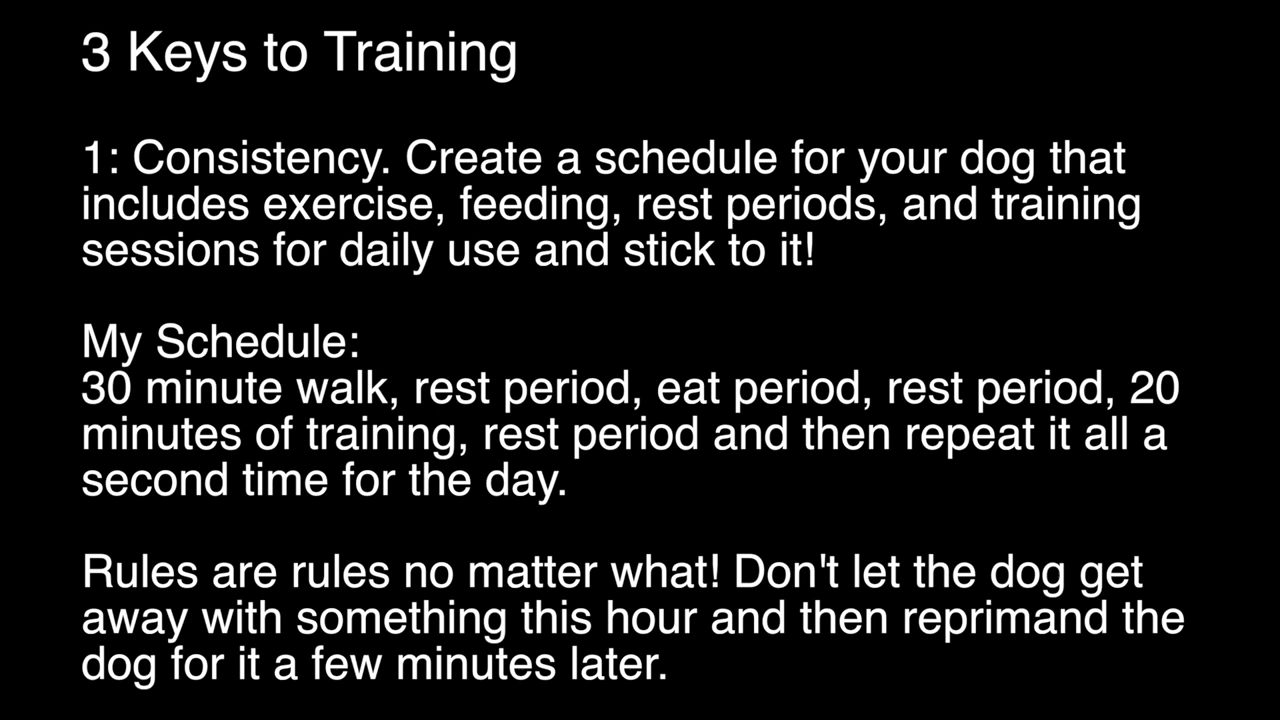 3 Keys to Training
1: Consistency. Create a schedule for your dog that
includes exercise, feeding, rest periods, and training
sessions for daily use and stick to it!
My Schedule:
30 minute walk, rest period, eat period, rest period, 20
minutes of training, rest period and then repeat it all a
second time for the day.
Rules are rules no matter what! Don't let the dog get
away with something this hour and then reprimand the
dog for it a few minutes later.